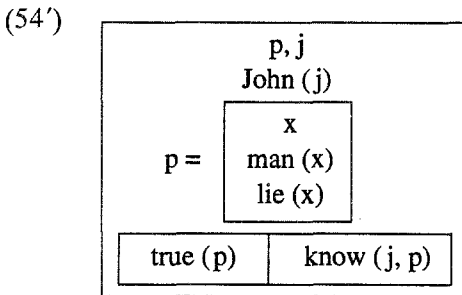 (54′)
p, j
John (j)
x
p = man (x)
lie (x)
true (p) know (j, p)